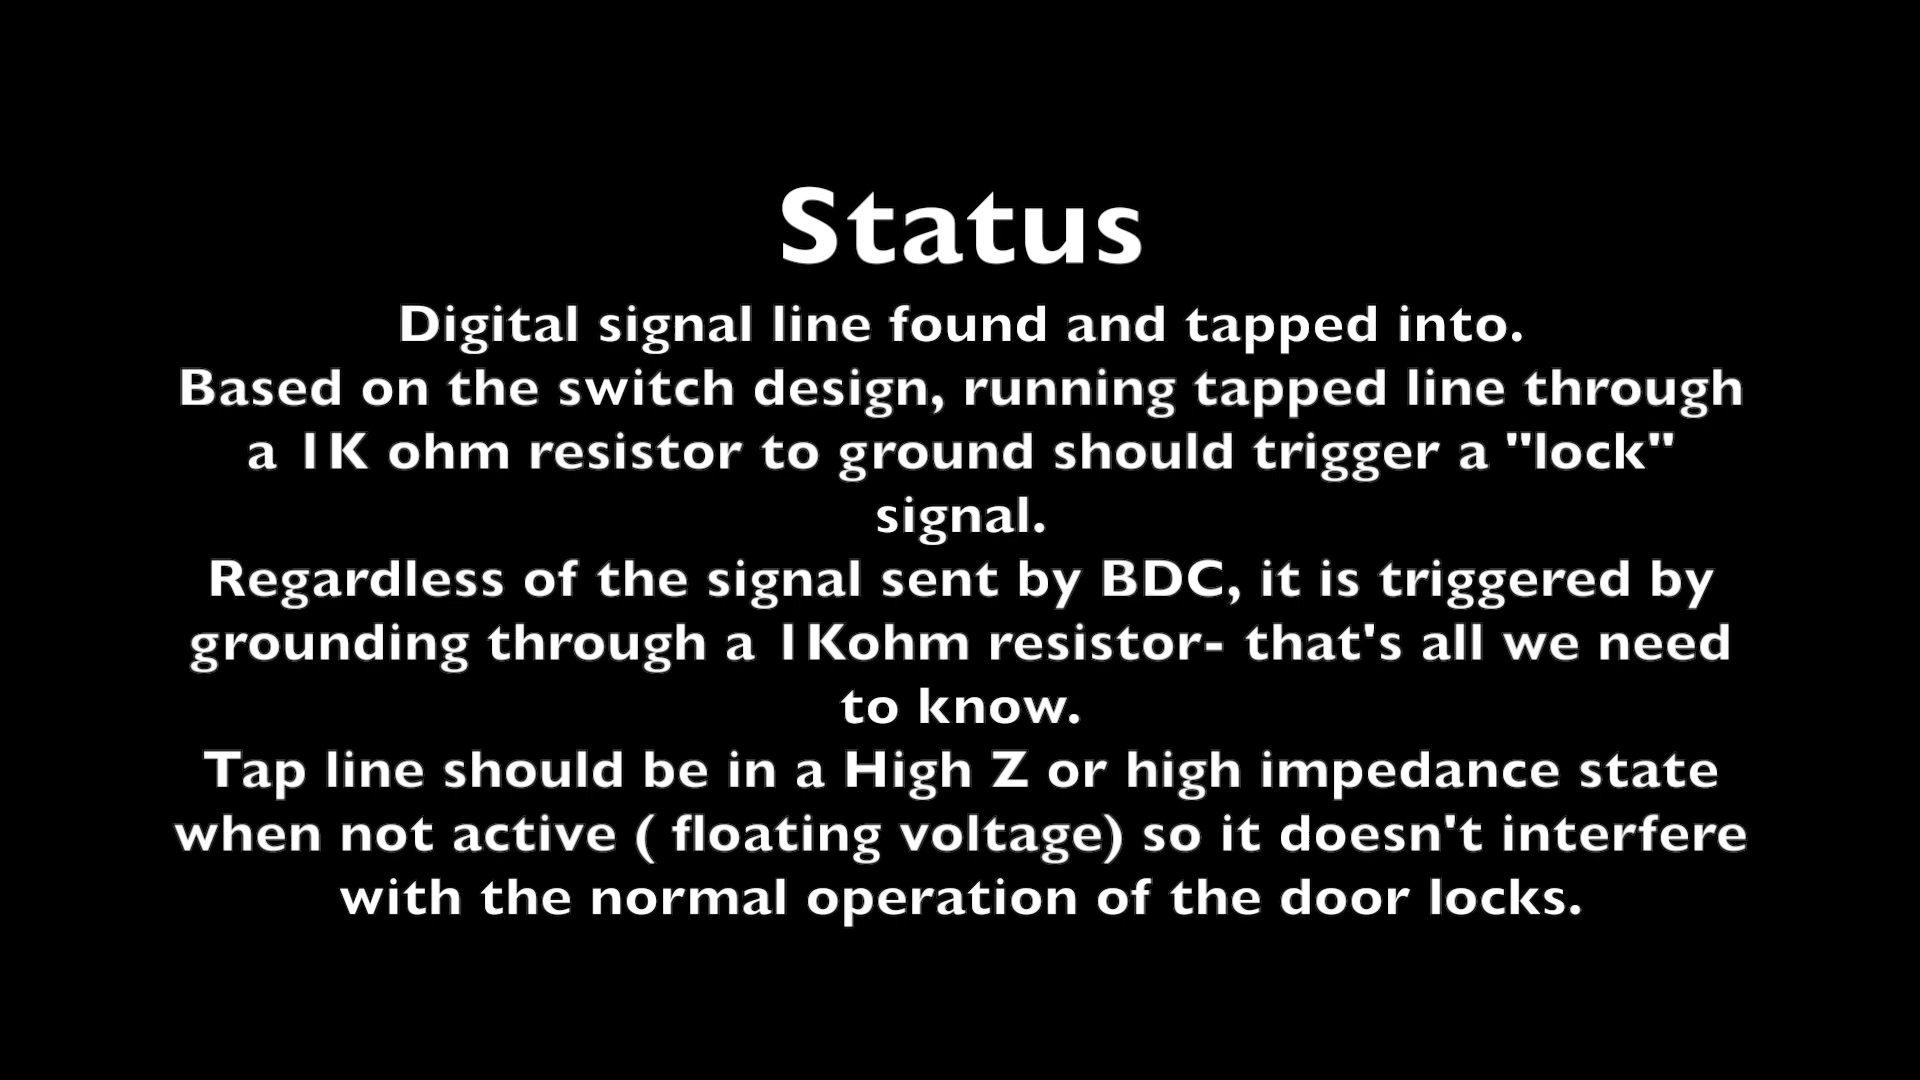 Status
Digital signal line found and tapped into.
Based on the switch design, running tapped line through
a 1K ohm resistor to ground should trigger a "lock"
signal.
Regardless of the signal sent by BDC, it is triggered by
grounding through a 1Kohm resistor- that's all we need
to know.
Tap line should be in a High Z or high impedance state
when not active ( floating voltage) so it doesn't interfere
with the normal operation of the door locks.